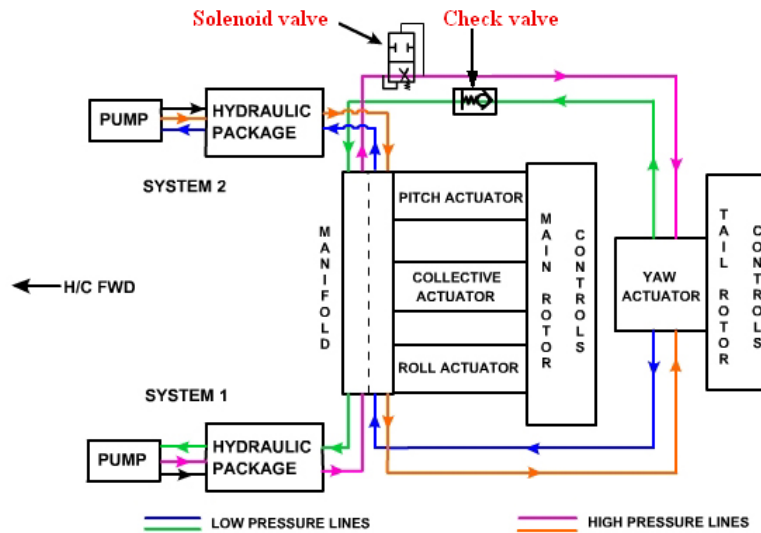 Solenoid valve
Check valve
PUMP
HYDRAULIC
PACKAGE
SYSTEM 2
MANIFOLD
PITCH ACTUATOR
COLLECTIVE
ACTUATOR
ROLL ACTUATOR
MAIN ROTOR
CONTROLS
YAW
ACTUATOR
TAIL ROTOR
CONTROLS
H/C FWD
SYSTEM 1
PUMP
HYDRAULIC
PACKAGE
LOW PRESSURE LINES
HIGH PRESSURE LINES